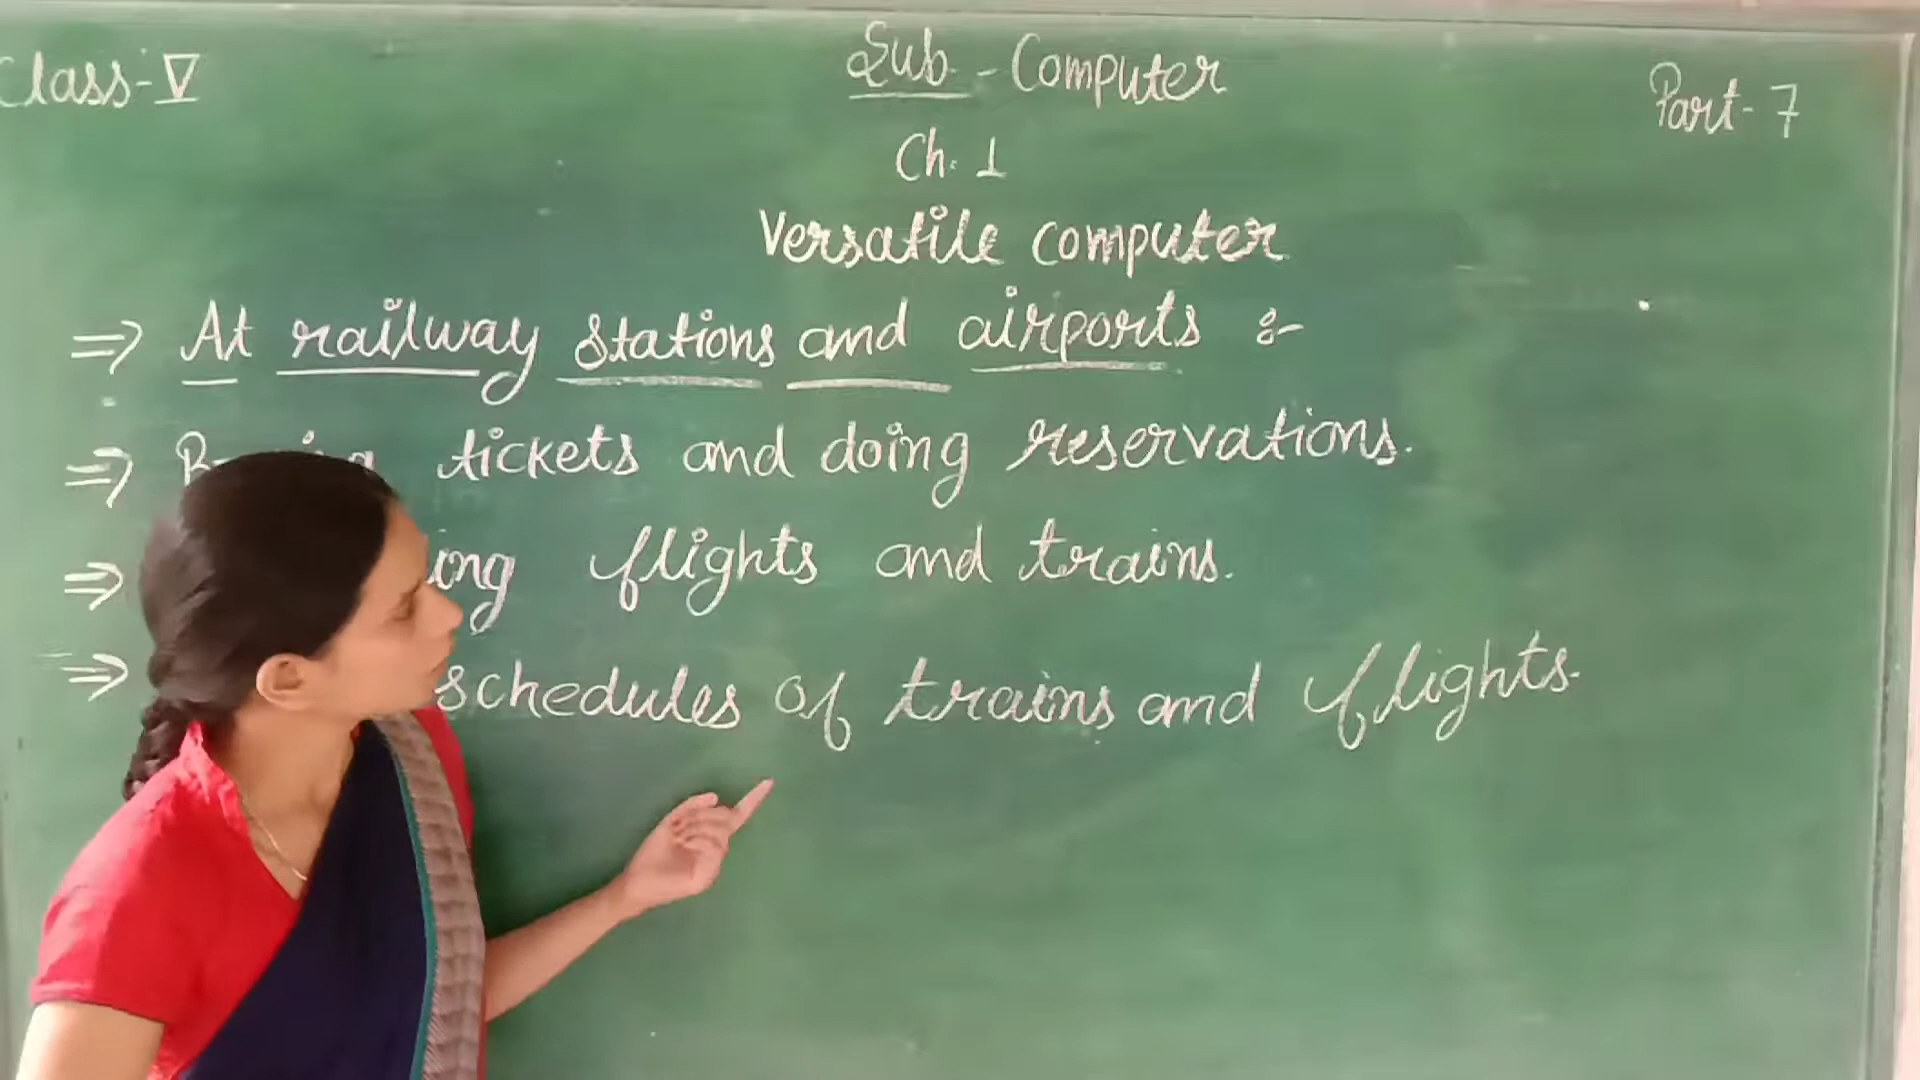 Class-V
Sub - Computer
Part- 7
Ch. 1
Versatile computer
⇒ At railway stations and airports :-
⇒ tickets and doing reservations.
⇒ flights and trains.
⇒ schedules of trains and flights.